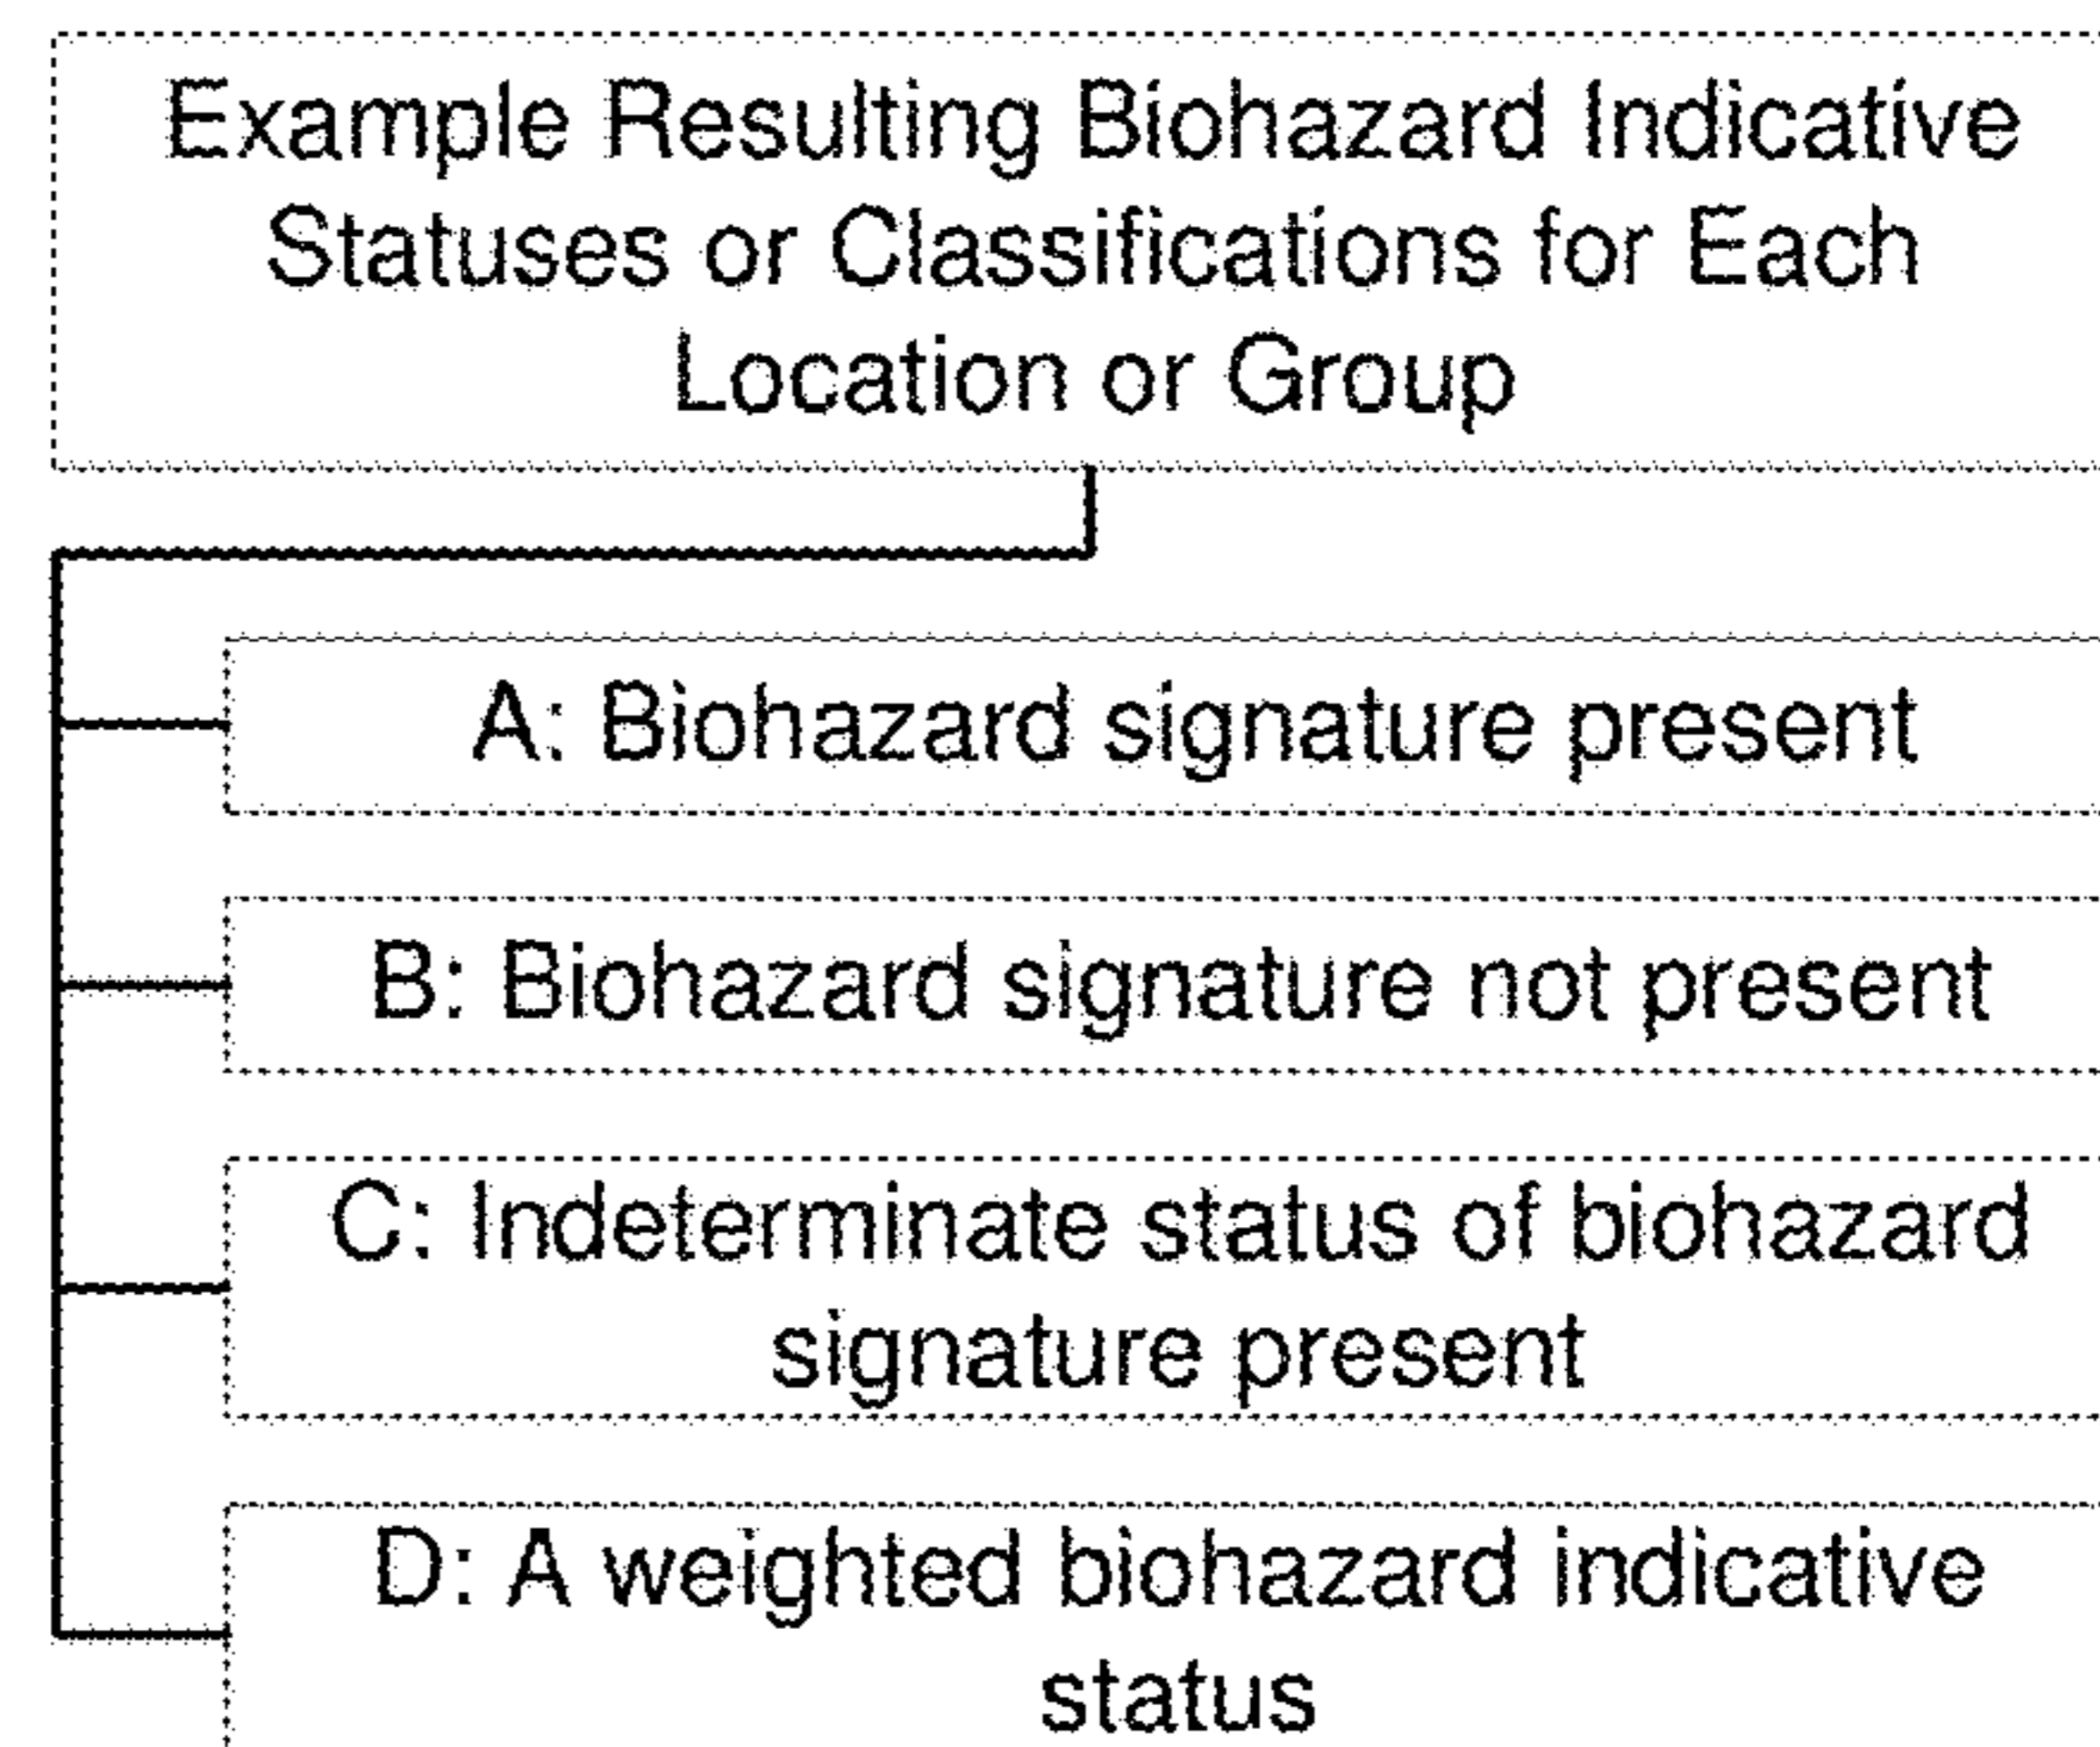 Example Resulting Biohazard Indicative
Statuses or Classifications for Each
Location or Group
A: Biohazard signature present
B: Biohazard signature not present
C: Indeterminate status of biohazard
signature present
D: A weighted biohazard indicative
status